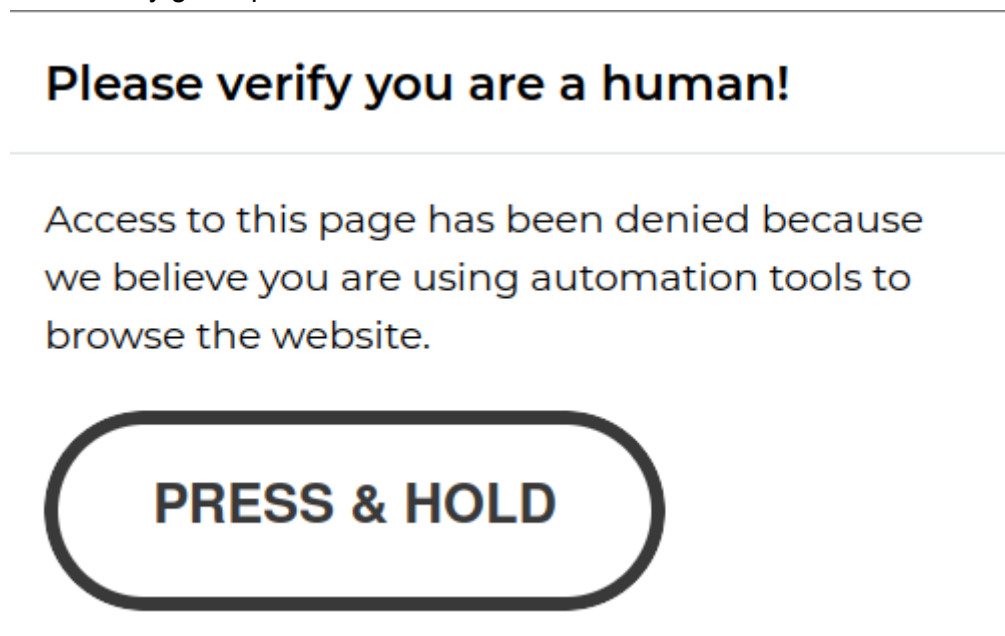 Please verify you are a human!
Access to this page has been denied because
we believe you are using automation tools to
browse the website.
PRESS & HOLD